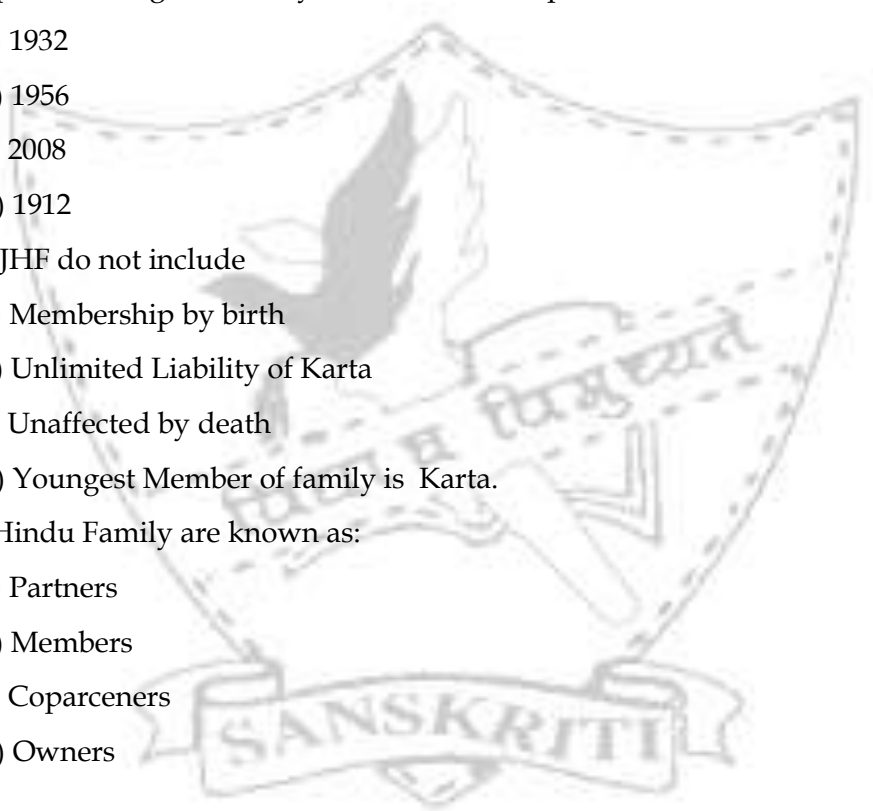 1932
) 1956
2008
) 1912
JHF do not include
Membership by birth
) Unlimited Liability of Karta
Unaffected by death
) Youngest Member of family is Karta.
Hindu Family are known as:
Partners
) Members
Coparceners
) Owners
सा विद्या या विमुच्यते
SANSKRITI